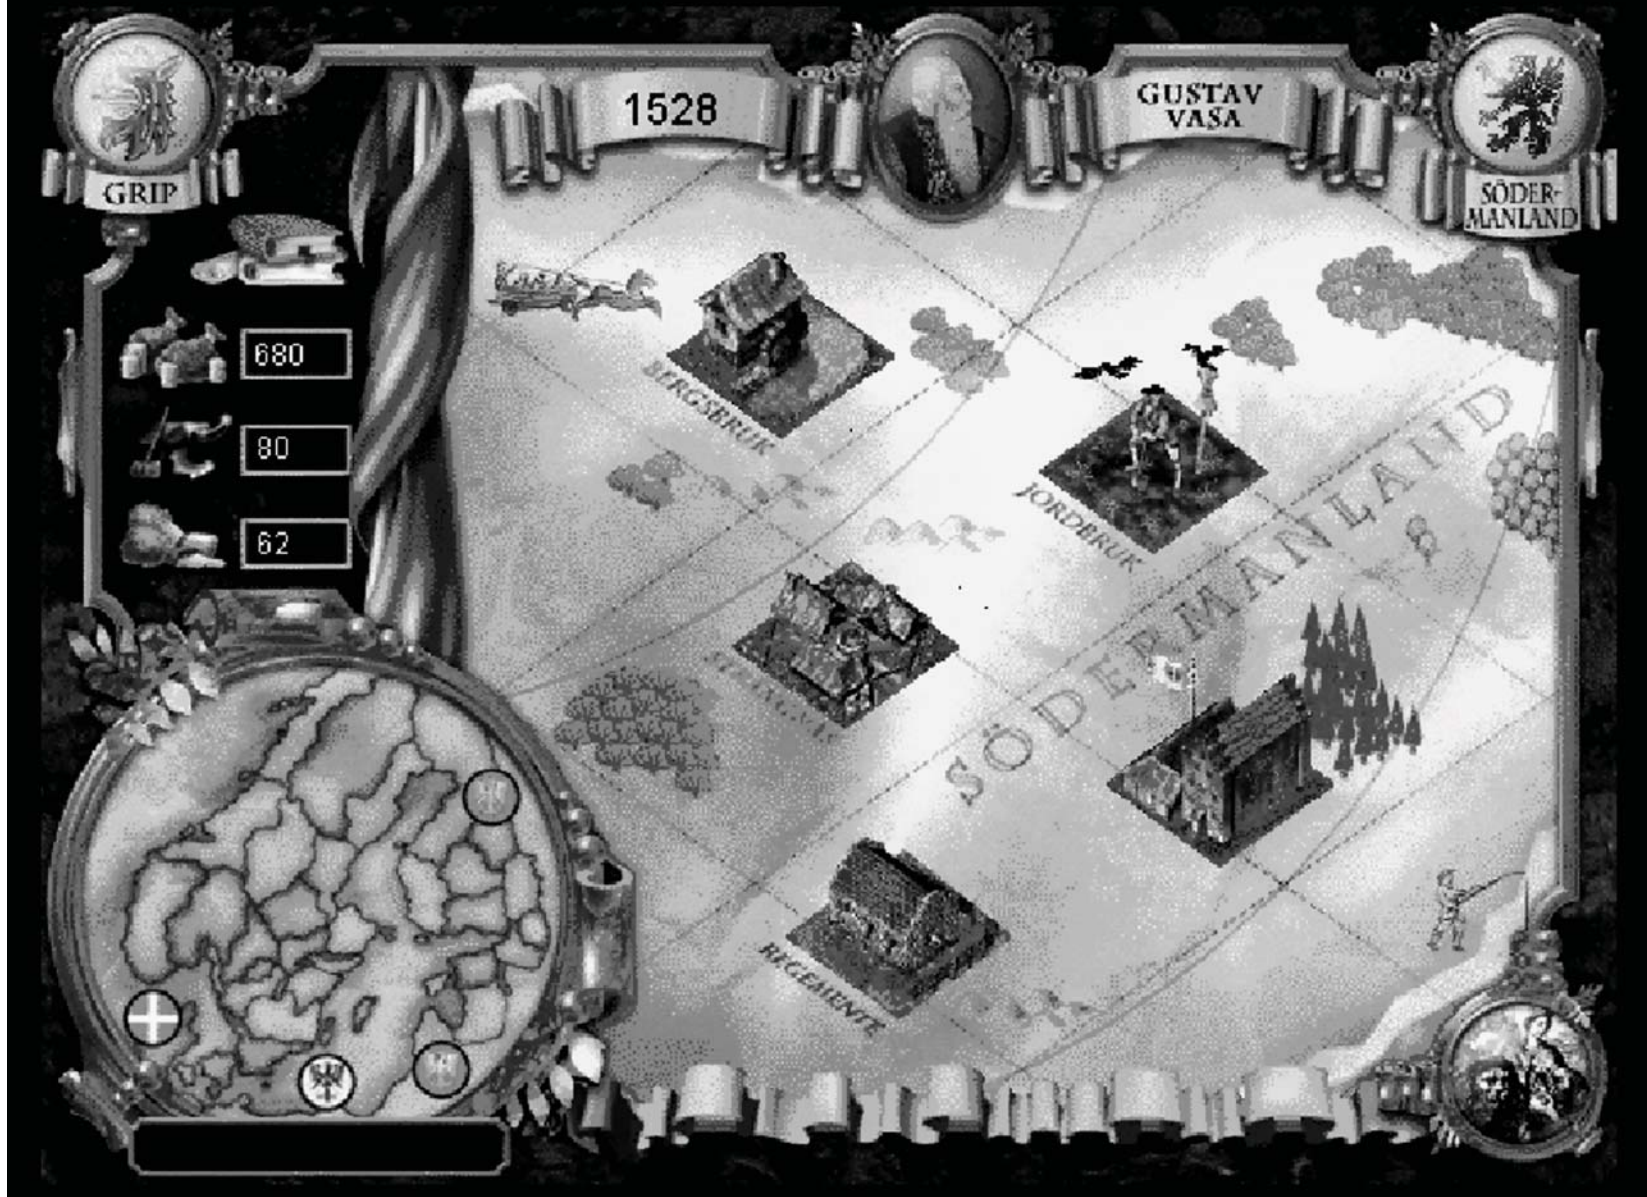 GRIP
1528
GUSTAV
VASA
SÖDER-
MANLAND
680
80
62
BERGSBRUK
JORDBRUK
SÖDERMANLAND
REGEMENTE